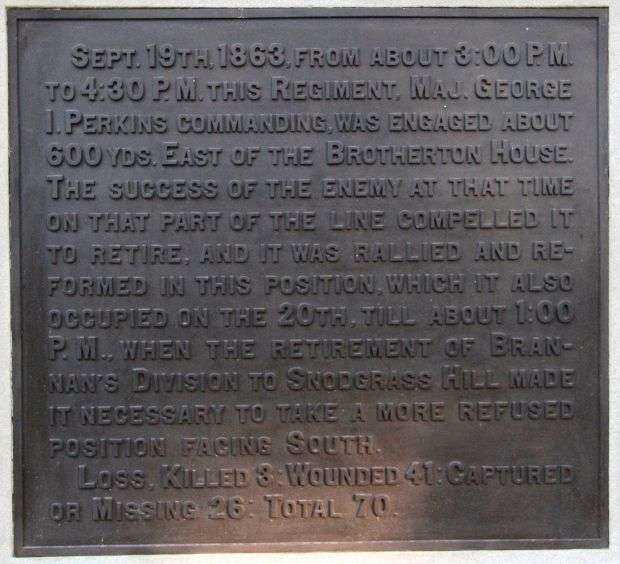 SEPT. 19TH, 1863, FROM ABOUT 3:00 P.M.
TO 4:30 P.M. THIS REGIMENT, MAJ. GEORGE
I. PERKINS COMMANDING, WAS ENGAGED ABOUT
600 YDS. EAST OF THE BROTHERTON HOUSE.
THE SUCCESS OF THE ENEMY AT THAT TIME
ON THAT PART OF THE LINE COMPELLED IT
TO RETIRE, AND IT WAS RALLIED AND RE-
FORMED IN THIS POSITION, WHICH IT ALSO
OCCUPIED ON THE 20TH, TILL ABOUT 1:00
P.M., WHEN THE RETIREMENT OF BRAN-
NAN'S DIVISION TO SNODGRASS HILL MADE
IT NECESSARY TO TAKE A MORE REFUSED
POSITION FACING SOUTH.
LOSS. KILLED 3: WOUNDED 41: CAPTURED
OR MISSING 26: TOTAL 70.